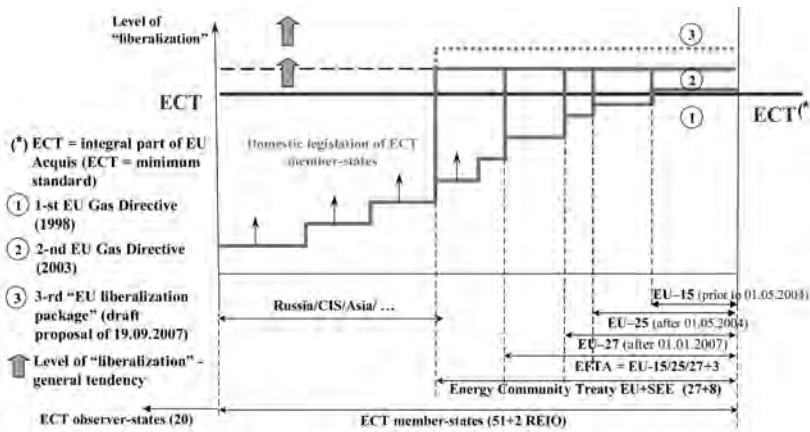 Level of
"liberalization"
3
2
ECT
ECT(*
1
(*) ECT = integral part of EU
Acquis (ECT = minimum
standard)
Domestic legislation of ECT
member-states
1 1-st EU Gas Directive
(1998)
2 2-nd EU Gas Directive
(2003)
3 3-rd "EU liberalization
package" (draft
proposal of 19.09.2007)
Level of "liberalization" -
general tendency
Russia/CIS/Asia/ ...
EU–15 (prior to 01.05.2004)
EU–25 (after 01.05.2004)
EU–27 (after 01.01.2007)
EFTA = EU-15/25/27+3
Energy Community Treaty EU+SEE (27+8)
ECT observer-states (20)
ECT member-states (51+2 REIO)